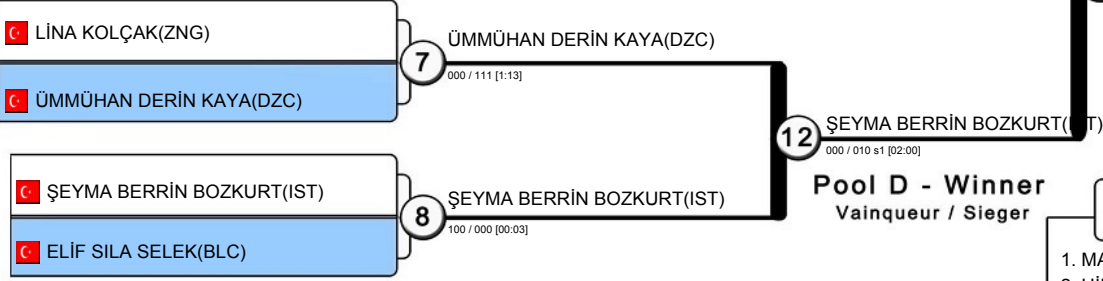 LİNA KOLÇAK(ZNG)
ÜMMÜHAN DERİN KAYA(DZC)
7
ÜMMÜHAN DERİN KAYA(DZC)
000 / 111 [1:13]
ŞEYMA BERRİN BOZKURT(IST)
ELİF SILA SELEK(BLC)
8
ŞEYMA BERRİN BOZKURT(IST)
100 / 000 [00:03]
12
ŞEYMA BERRİN BOZKURT(
000 / 010 s1 [02:00]
Pool D - Winner
Vainqueur / Sieger
1. MA